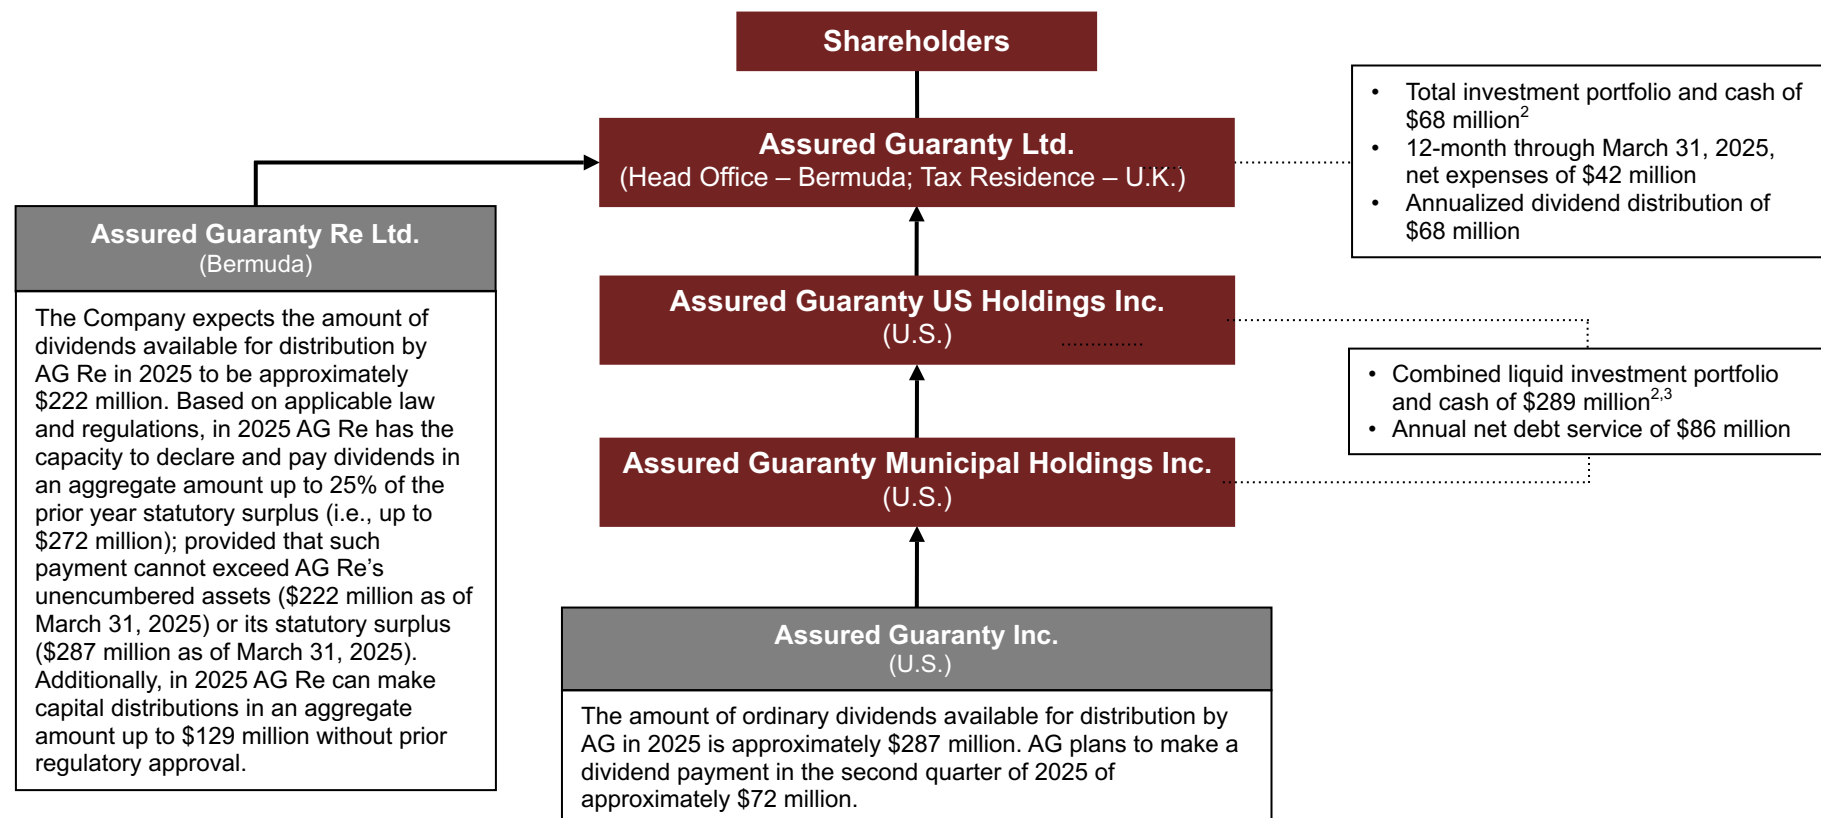 Shareholders
Assured Guaranty Ltd.
(Head Office – Bermuda; Tax Residence – U.K.)
• Total investment portfolio and cash of
$68 million2
• 12-month through March 31, 2025,
net expenses of $42 million
• Annualized dividend distribution of
$68 million
Assured Guaranty Re Ltd.
(Bermuda)
The Company expects the amount of
dividends available for distribution by
AG Re in 2025 to be approximately
$222 million. Based on applicable law
and regulations, in 2025 AG Re has the
capacity to declare and pay dividends in
an aggregate amount up to 25% of the
prior year statutory surplus (i.e., up to
$272 million); provided that such
payment cannot exceed AG Re’s
unencumbered assets ($222 million as of
March 31, 2025) or its statutory surplus
($287 million as of March 31, 2025).
Additionally, in 2025 AG Re can make
capital distributions in an aggregate
amount up to $129 million without prior
regulatory approval.
Assured Guaranty US Holdings Inc.
(U.S.)
• Combined liquid investment portfolio
and cash of $289 million2,3
• Annual net debt service of $86 million
Assured Guaranty Municipal Holdings Inc.
(U.S.)
Assured Guaranty Inc.
(U.S.)
The amount of ordinary dividends available for distribution by
AG in 2025 is approximately $287 million. AG plans to make a
dividend payment in the second quarter of 2025 of
approximately $72 million.